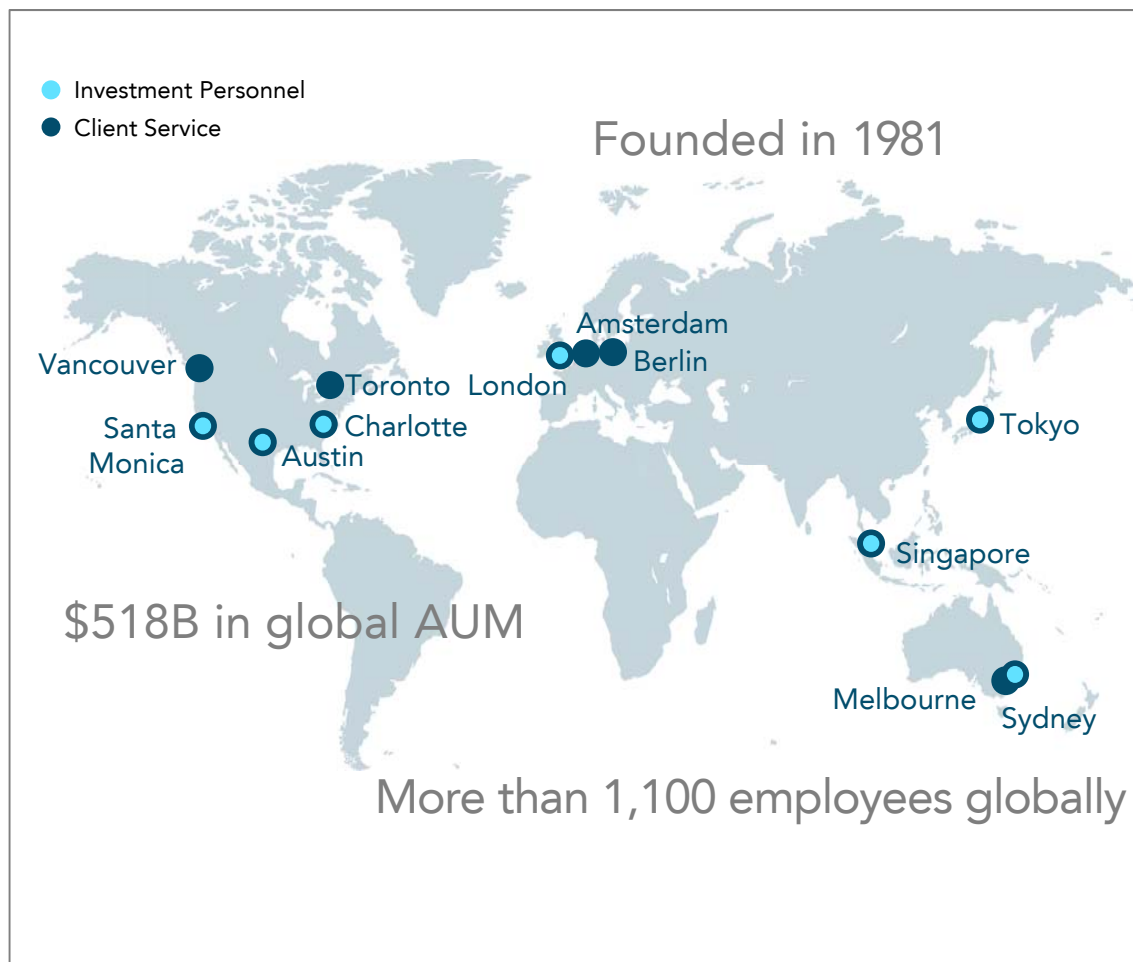 Investment Personnel
Client Service
Founded in 1981
Amsterdam
Vancouver
Berlin
Toronto
London
Santa
Monica
Charlotte
Austin
Tokyo
Singapore
$518B in global AUM
Melbourne
Sydney
More than 1,100 employees globally